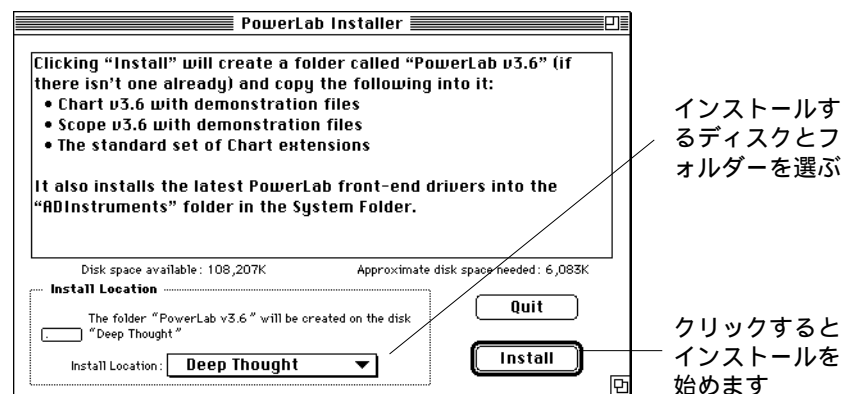 PowerLab Installer
Clicking “Install” will create a folder called “PowerLab v3.6” (if
there isn't one already) and copy the following into it:
• Chart v3.6 with demonstration files
• Scope v3.6 with demonstration files
• The standard set of Chart extensions
It also installs the latest PowerLab front-end drivers into the
“ADInstruments” folder in the System Folder.
Disk space available: 108,207K
Approximate disk space needed: 6,083K
Install Location
The folder “PowerLab v3.6” will be created on the disk
“Deep Thought”
Install Location: Deep Thought
Quit
Install
インストールす
るディスクとフ
ォルダーを選ぶ
クリックすると
インストールを
始めます